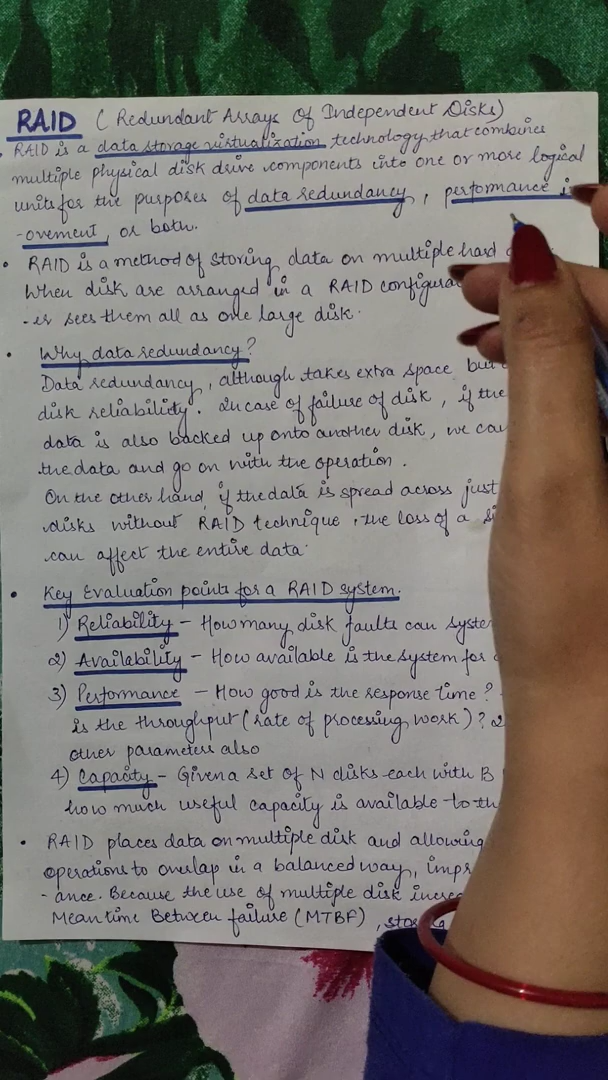 RAID ( Redundant Arrays Of Independent Disks)
RAID is a data storage virtualization technology that combines
multiple physical disk drive components into one or more logical
units for the purposes of data redundancy, performance i
-ovement, or both.
• RAID is a method of storing data on multiple hard
When disk are arranged in a RAID configura
-er sees them all as one large disk.
• Why data redundancy?
Data redundancy, although takes extra space but
disk reliability. In case of failure of disk, if the
data is also backed up onto another disk, we can
the data and go on with the operation.
On the other hand, if the data is spread across just
disks without RAID technique, the loss of a si
can affect the entire data.
• Key Evaluation points for a RAID system.
1) Reliability - How many disk faults can syste
2) Availability - How available is the system for
3) Performance - How good is the response time?
is the throughput (rate of processing work)?
other parameters also
4) Capacity - Given a set of N disks each with B
how much useful capacity is available to th
• RAID places data on multiple disk and allowing
operations to overlap in a balanced way, impr
-ance. Because the use of multiple disk increa
Mean time Between failure (MTBF), storing